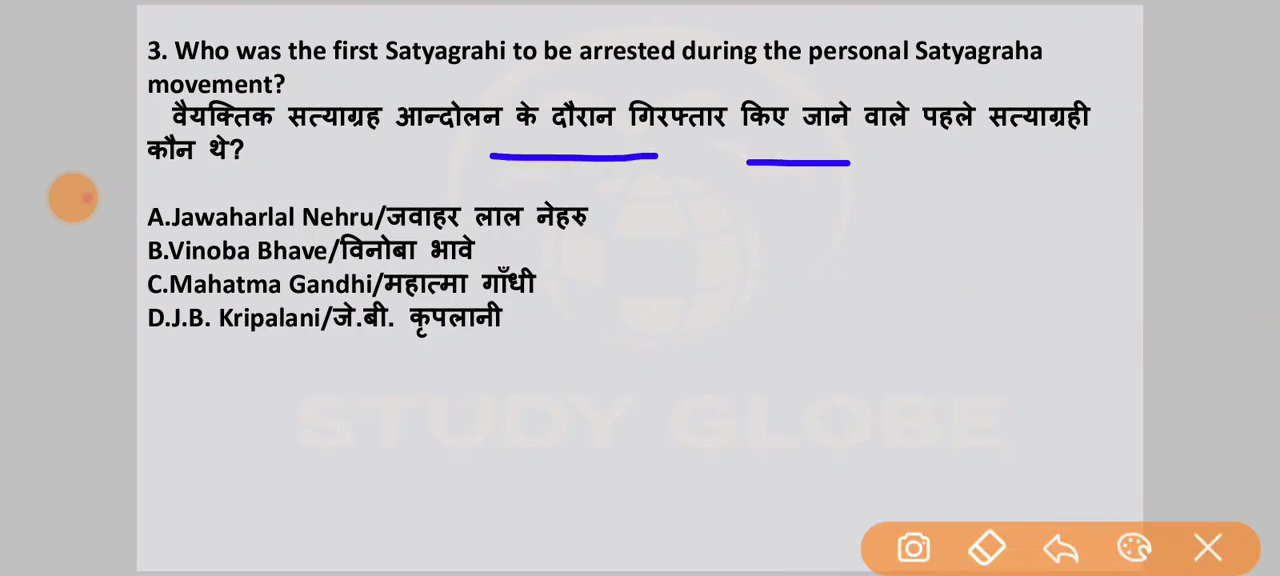 3. Who was the first Satyagrahi to be arrested during the personal Satyagraha
movement?
वैयक्तिक सत्याग्रह आन्दोलन के दौरान गिरफ्तार किए जाने वाले पहले सत्याग्रही
कौन थे?
A.Jawaharlal Nehru/जवाहर लाल नेहरु
B.Vinoba Bhave/विनोबा भावे
C.Mahatma Gandhi/महात्मा गाँधी
D.J.B. Kripalani/जे.बी. कृपलानी
STUDY GLOBE